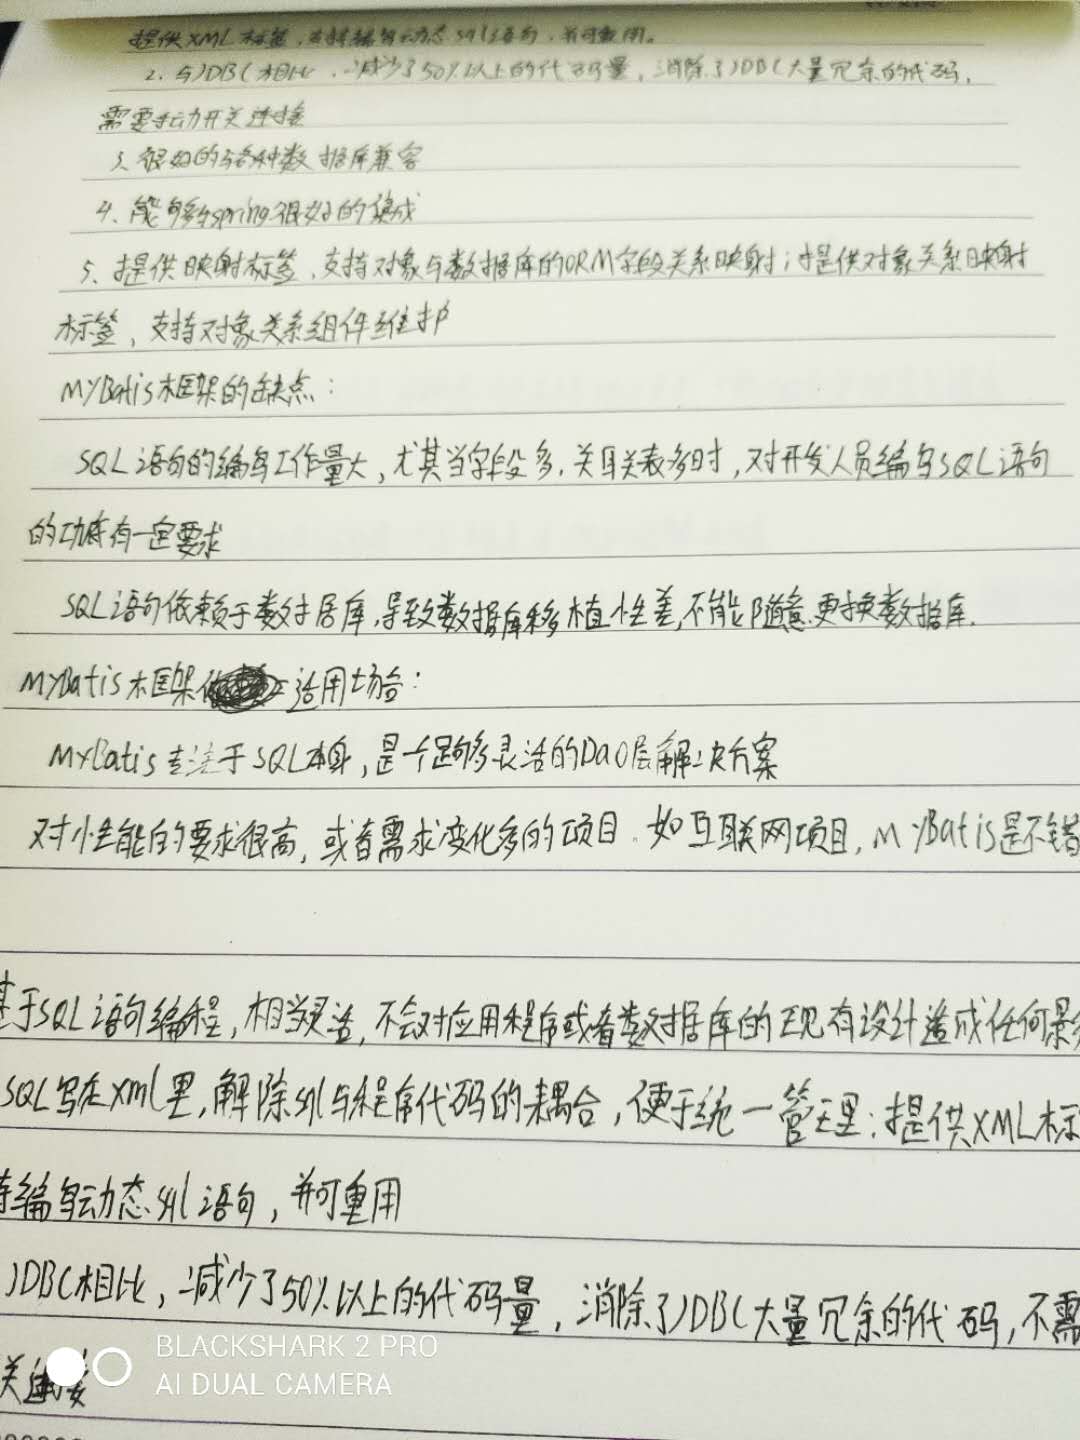 提供XML标签,支持编写动态sql语句,并可重用。
2. 与JDBC相比,减少了50%以上的代码量,消除了JDBC大量冗余的代码,
需要手动开关连接
3、很好的与各种数据库兼容
4、能够与spring很好的集成
5、提供映射标签,支持对象与数据库的ORM字段关系映射;提供对象关系映射
标签,支持对象关系组件维护
MyBatis框架的缺点:
SQL语句的编写工作量大,尤其当字段多.关联表多时,对开发人员编写SQL语句
的功底有一定要求
SQL语句依赖于数据库,导致数据库移植性差,不能随意更换数据库.
MyBatis框架 适用场合:
MyBatis专注于SQL本身,是一个足够灵活的DAO层解决方案
对性能的要求很高,或者需求变化多的项目.如互联网项目,MyBatis是不错
基于SQL语句编程,相当灵活,不会对应用程序或者数据库的现有设计造成任何影
SQL写在xml里,解除sql与程序代码的耦合,便于统一管理;提供XML标
持编写动态sql语句,并可重用
JDBC相比,减少了50%以上的代码量,消除了JDBC大量冗余的代码,不需
关连接
BLACKSHARK 2 PRO
AI DUAL CAMERA